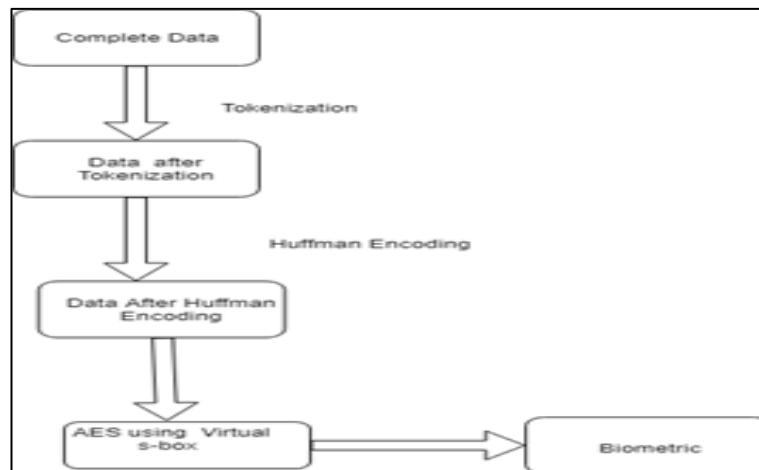 Complete Data
Tokenization
Data after
Tokenization
Huffman Encoding
Data After Huffman
Encoding
AES using Virtual
s-box
Biometric